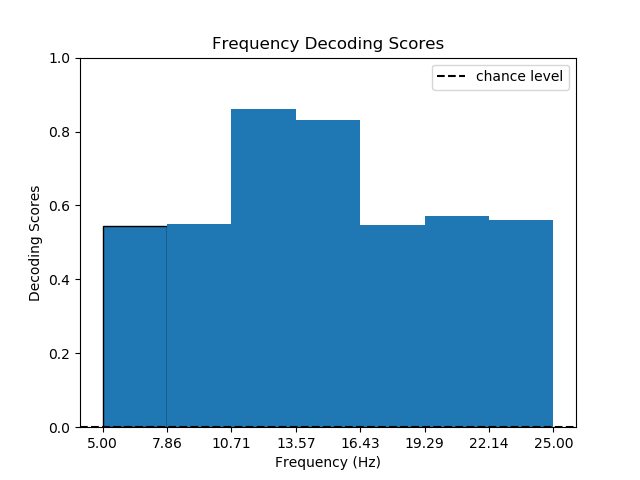 Frequency Decoding Scores
chance level
1.0
0.8
0.6
0.4
0.2
0.0
Decoding Scores
5.00 7.86 10.71 13.57 16.43 19.29 22.14 25.00
Frequency (Hz)